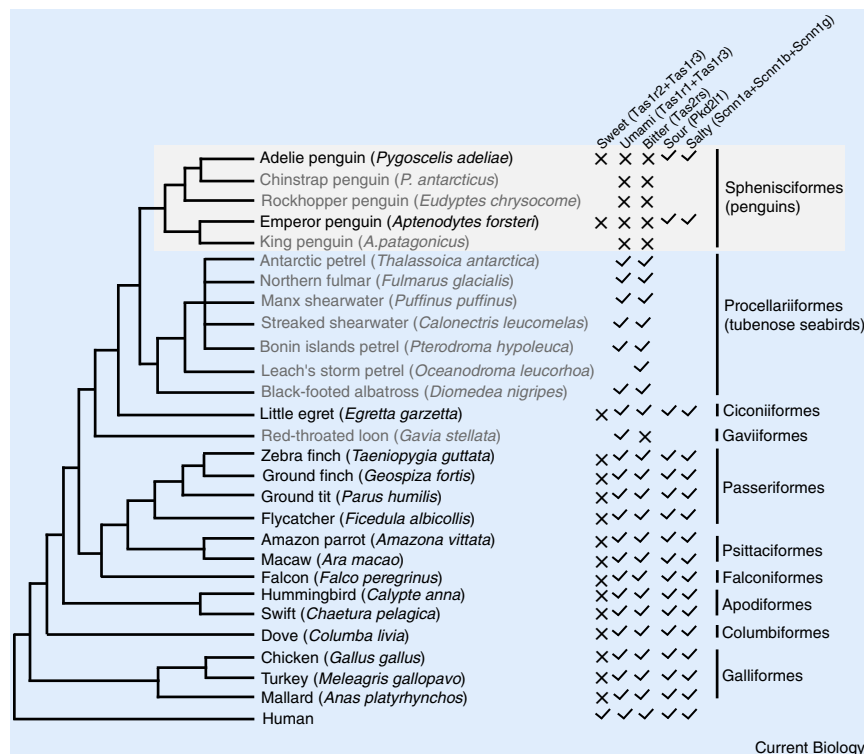 Sweet (Tas1r2+Tas1r3)
Umami (Tas1r1+Tas1r3)
Bitter (Tas2rs)
Sour (Pkd2l1)
Salty (Scnn1a+Scnn1b+Scnn1g)
Adelie penguin (Pygoscelis adeliae)
Chinstrap penguin (P. antarcticus)
Rockhopper penguin (Eudyptes chrysocome)
Emperor penguin (Aptenodytes forsteri)
King penguin (A.patagonicus)
Spheniscciformes
(penguins)
Antarctic petrel (Thalassoica antarctica)
Northern fulmar (Fulmarus glacialis)
Manx shearwater (Puffinus puffinus)
Streaked shearwater (Calonectris leucomelas)
Bonin islands petrel (Pterodroma hypoleuca)
Leach's storm petrel (Oceanodroma leucorhoa)
Black-footed albatross (Diomedea nigripes)
Procellariiformes
(tubenose seabirds)
Little egret (Egretta garzetta)
Ciconiiformes
Red-throated loon (Gavia stellata)
Gaviiformes
Zebra finch (Taeniopygia guttata)
Ground finch (Geospiza fortis)
Ground tit (Parus humilis)
Flycatcher (Ficedula albicollis)
Passeriformes
Amazon parrot (Amazona vittata)
Macaw (Ara macao)
Psittaciformes
Falcon (Falco peregrinus)
Falconiformes
Hummingbird (Calypte anna)
Swift (Chaetura pelagica)
Apodiformes
Dove (Columba livia)
Columbiformes
Chicken (Gallus gallus)
Turkey (Meleagris gallopavo)
Mallard (Anas platyrhynchos)
Galliformes
Human
Current Biology